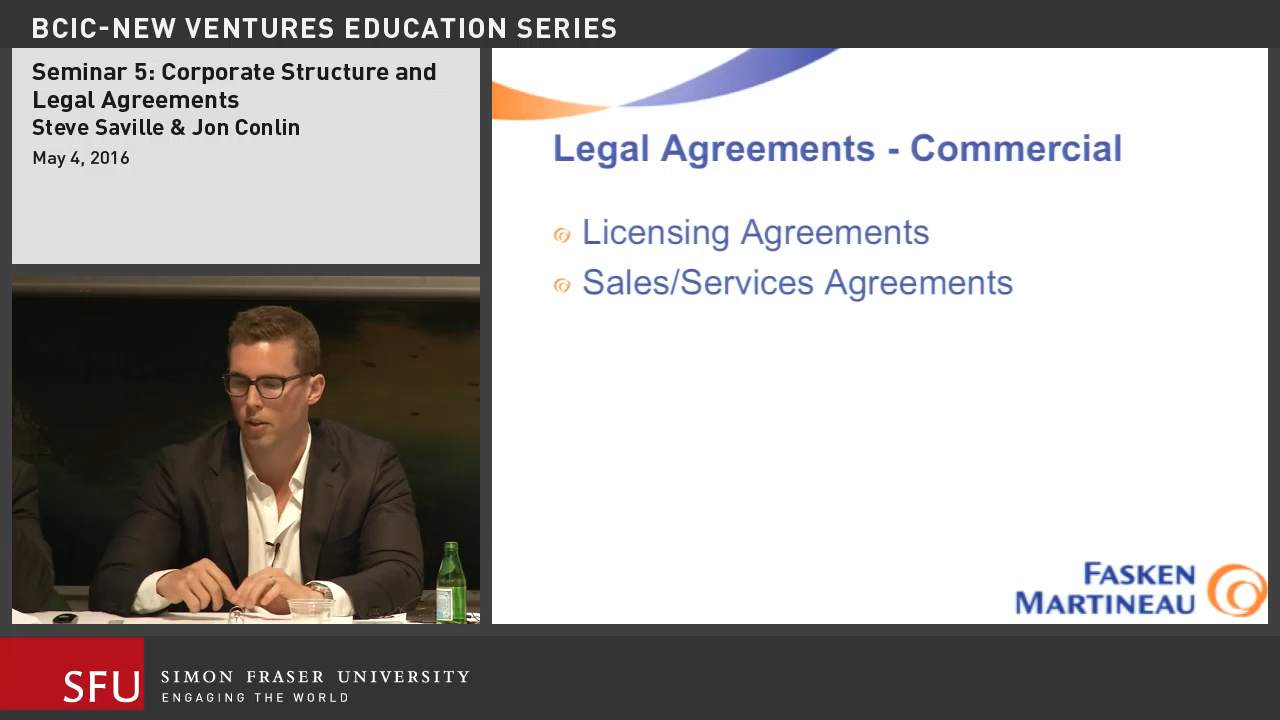 BCIC-NEW VENTURES EDUCATION SERIES
Seminar 5: Corporate Structure and
Legal Agreements
Steve Saville & Jon Conlin
May 4, 2016
Legal Agreements - Commercial
Licensing Agreements
Sales/Services Agreements
FASKEN
MARTINEAU
SFU
SIMON FRASER UNIVERSITY
ENGAGING THE WORLD